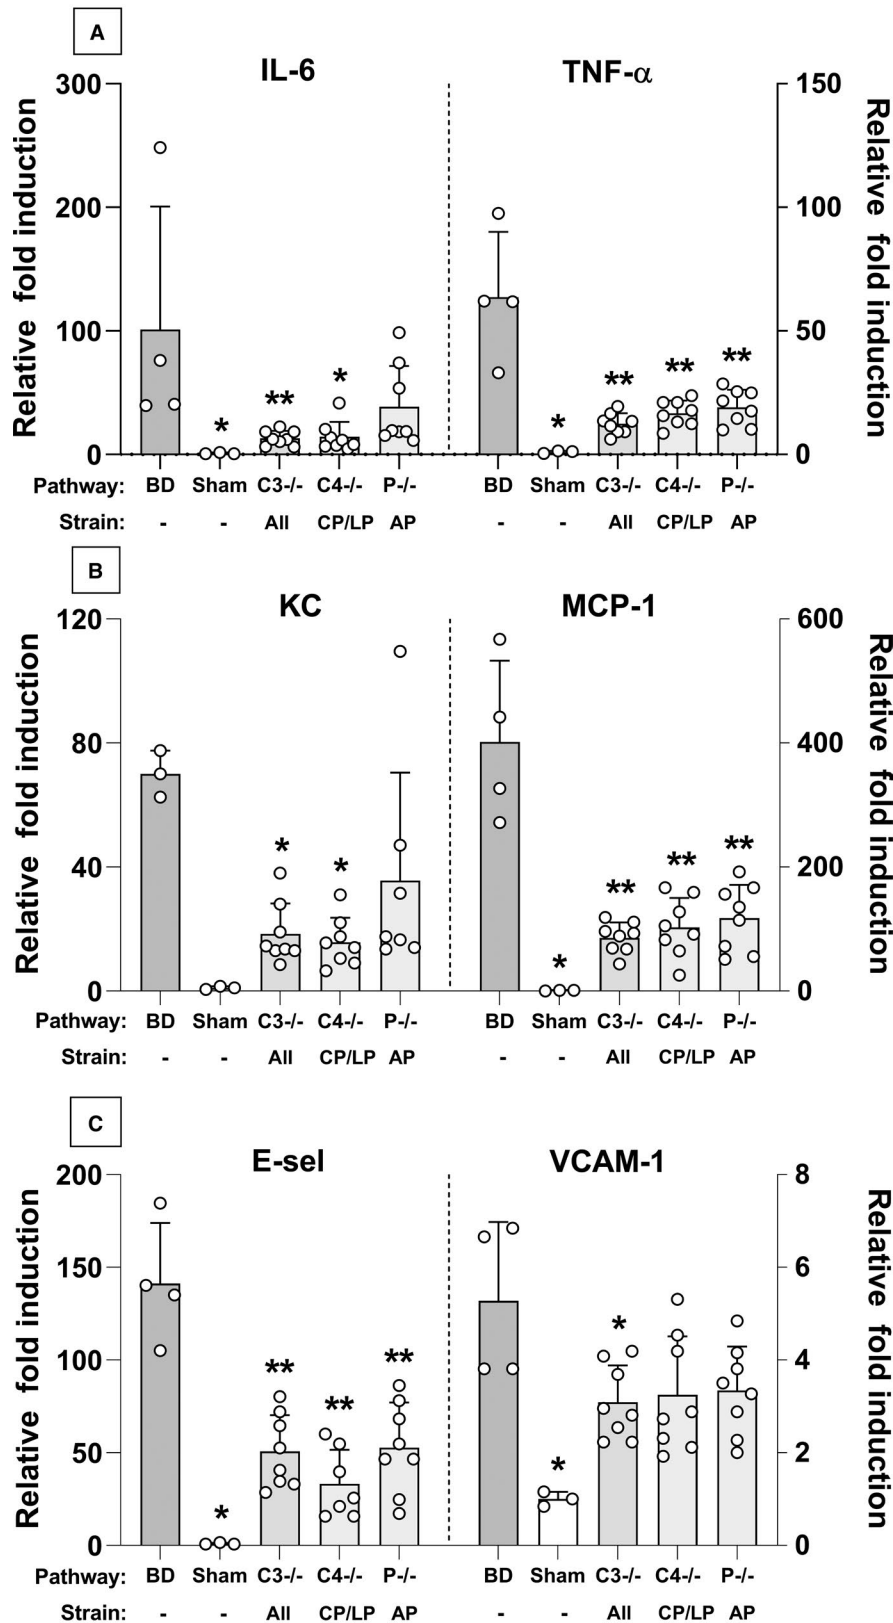 A
IL-6 TNF-α
300 150
200 100
100 50
0 0
Relative fold induction
Relative fold induction
* ** * * ** ** **
Pathway: BD Sham C3-/- C4-/- P-/- BD Sham C3-/- C4-/- P-/-
Strain: - - All CP/LP AP - - All CP/LP AP
B
KC MCP-1
120 600
80 400
40 200
0 0
Relative fold induction
Relative fold induction
* * * ** ** **
Pathway: BD Sham C3-/- C4-/- P-/- BD Sham C3-/- C4-/- P-/-
Strain: - - All CP/LP AP - - All CP/LP AP
C
E-sel VCAM-1
200 8
150 6
100 4
50 2
0 0
Relative fold induction
Relative fold induction
* ** ** ** * *
Pathway: BD Sham C3-/- C4-/- P-/- BD Sham C3-/- C4-/- P-/-
Strain: - - All CP/LP AP - - All CP/LP AP